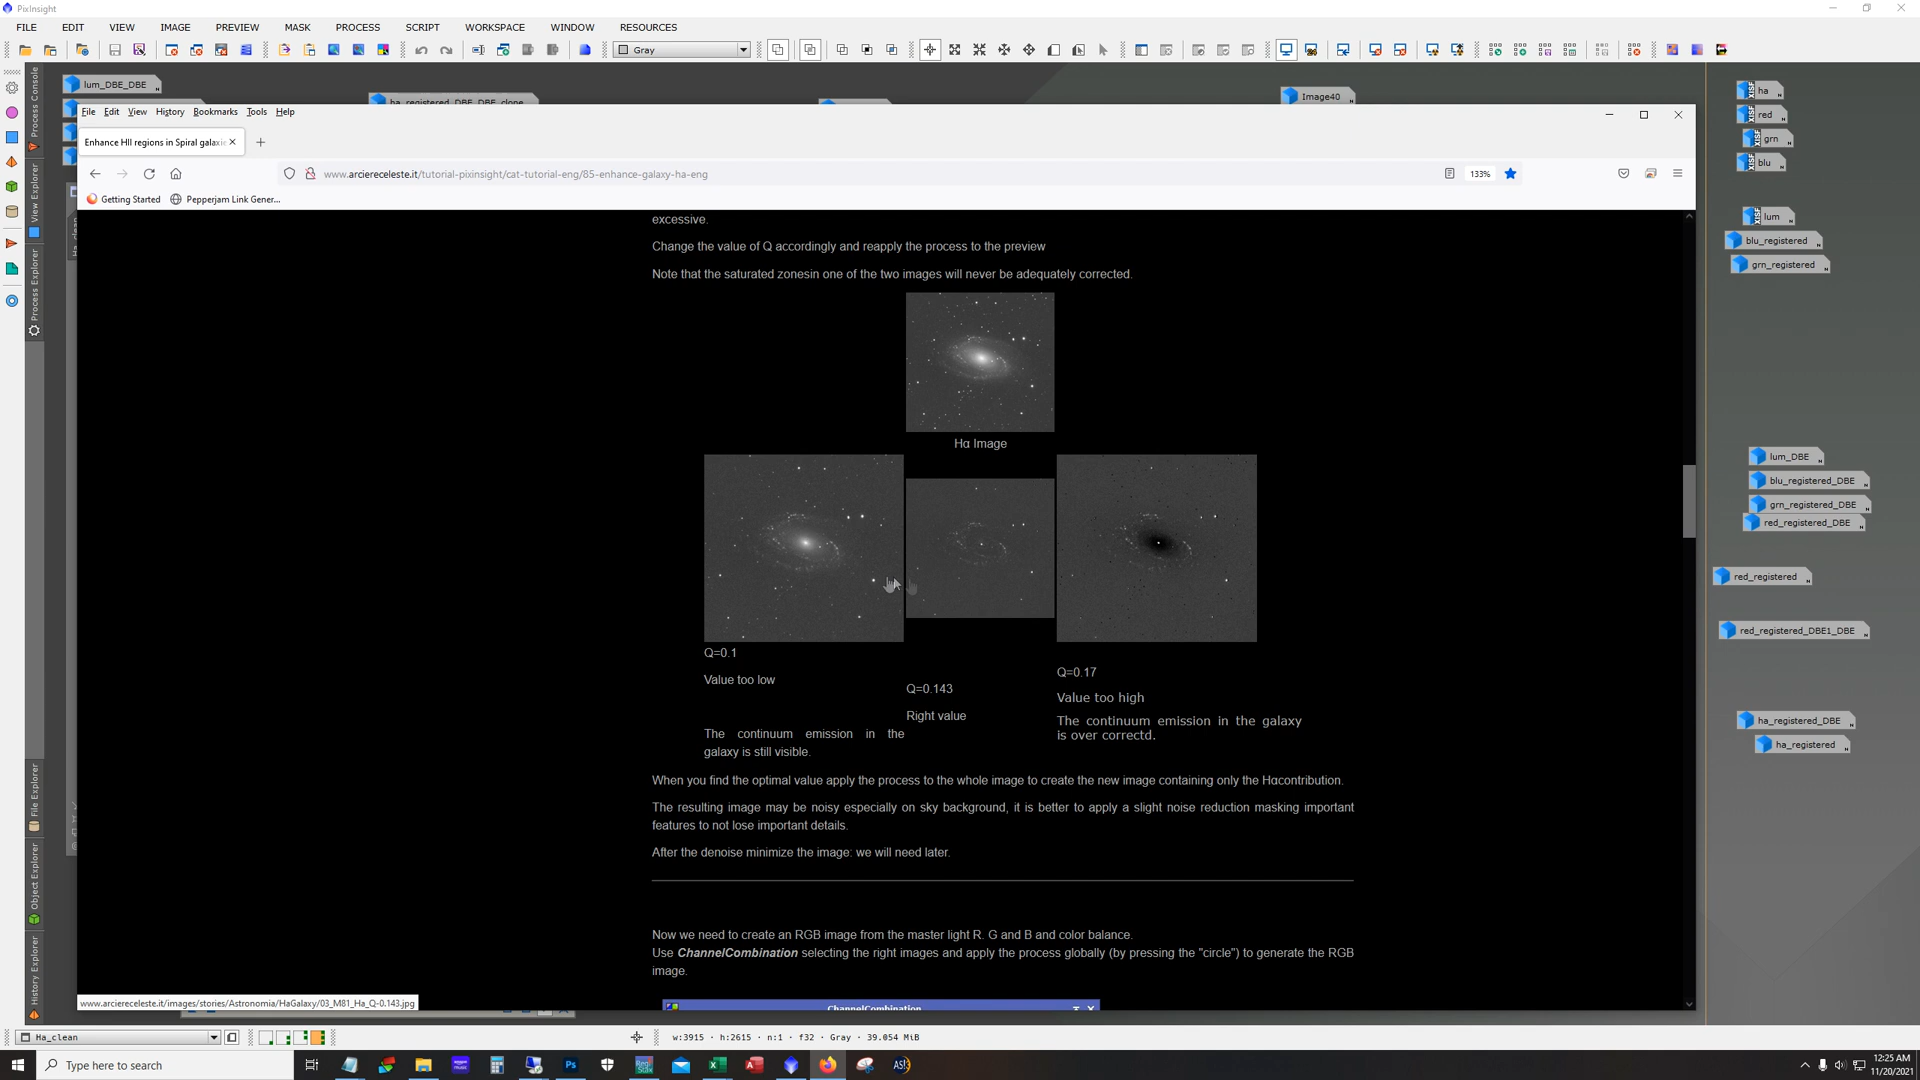 PixInsight
FILE EDIT VIEW IMAGE PREVIEW MASK PROCESS SCRIPT WORKSPACE WINDOW RESOURCES
Gray
lum_DBE_DBE
ha_registered_DBE_DBE_clone
Image40
File Edit View History Bookmarks Tools Help
Enhance HII regions in Spiral galaxie
www.arciereceleste.it/tutorial-pixinsight/cat-tutorial-eng/85-enhance-galaxy-ha-eng
133%
Getting Started
Pepperjam Link Gener...
excessive.
Change the value of Q accordingly and reapply the process to the preview
Note that the saturated zonesin one of the two images will never be adequately corrected.
Hα Image
Q=0.1
Value too low
The continuum emission in the
galaxy is still visible.
Q=0.143
Right value
Q=0.17
Value too high
The continuum emission in the galaxy
is over correctd.
When you find the optimal value apply the process to the whole image to create the new image containing only the Hαcontribution.
The resulting image may be noisy especially on sky background, it is better to apply a slight noise reduction masking important
features to not lose important details.
After the denoise minimize the image: we will need later.
Now we need to create an RGB image from the master light R. G and B and color balance.
Use ChannelCombination selecting the right images and apply the process globally (by pressing the "circle") to generate the RGB
image.
ChannelCombination
www.arciereceleste.it/images/stories/Astronomia/HaGalaxy/03_M81_Ha_Q-0.143.jpg
Process Console
View Explorer
Process Explorer
File Explorer
Object Explorer
History Explorer
ha
red
grn
blu
lum
blu_registered
grn_registered
lum_DBE
blu_registered_DBE
grn_registered_DBE
red_registered_DBE
red_registered
red_registered_DBE1_DBE
ha_registered_DBE
ha_registered
Ha_clean
w:3915 · h:2615 · n:1 · f32 · Gray · 39.054 MiB
Type here to search
12:25 AM
11/20/2021